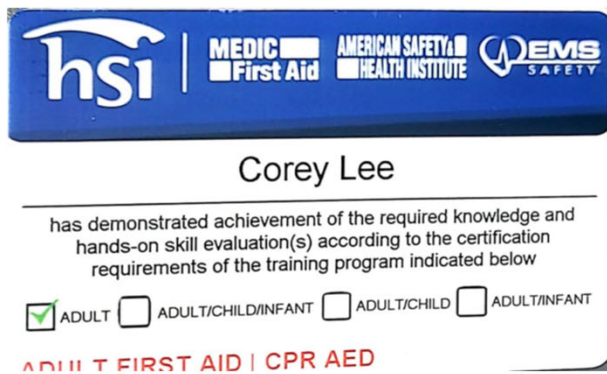 hsi
MEDIC First Aid
AMERICAN SAFETY & HEALTH INSTITUTE
EMS SAFETY
Corey Lee
has demonstrated achievement of the required knowledge and
hands-on skill evaluation(s) according to the certification
requirements of the training program indicated below
ADULT ADULT/CHILD/INFANT ADULT/CHILD ADULT/INFANT
ADULT FIRST AID | CPR AED